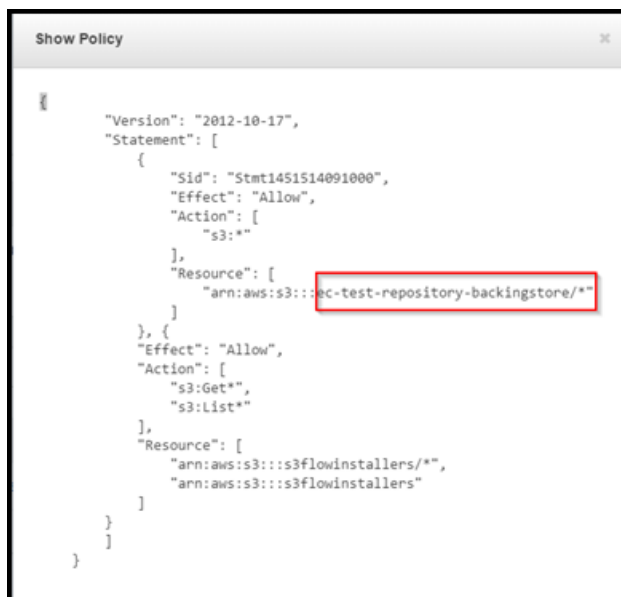 Show Policy ×
{
"Version": "2012-10-17",
"Statement": [
{
"Sid": "Stmt1451514091000",
"Effect": "Allow",
"Action": [
"s3:*"
],
"Resource": [
"arn:aws:s3:::ec-test-repository-backingstore/*"
]
}, {
"Effect": "Allow",
"Action": [
"s3:Get*",
"s3:List*"
],
"Resource": [
"arn:aws:s3:::s3flowinstallers/*",
"arn:aws:s3:::s3flowinstallers"
]
}
]
}